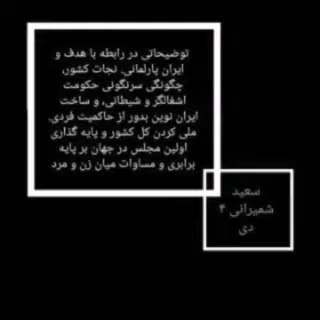 توضیحاتی در رابطه با هدف و
ایران پارلمانی. نجات کشور،
چگونگی سرنگونی حکومت
اشغالگر و شیطانی، و ساخت
ایران نوین بدور از حاکمیت فردی.
ملی کردن کل کشور و پایه گذاری
اولین مجلس در جهان بر پایه
برابری و مساوات میان زن و مرد
سعید
شمیرانی ۴
دی